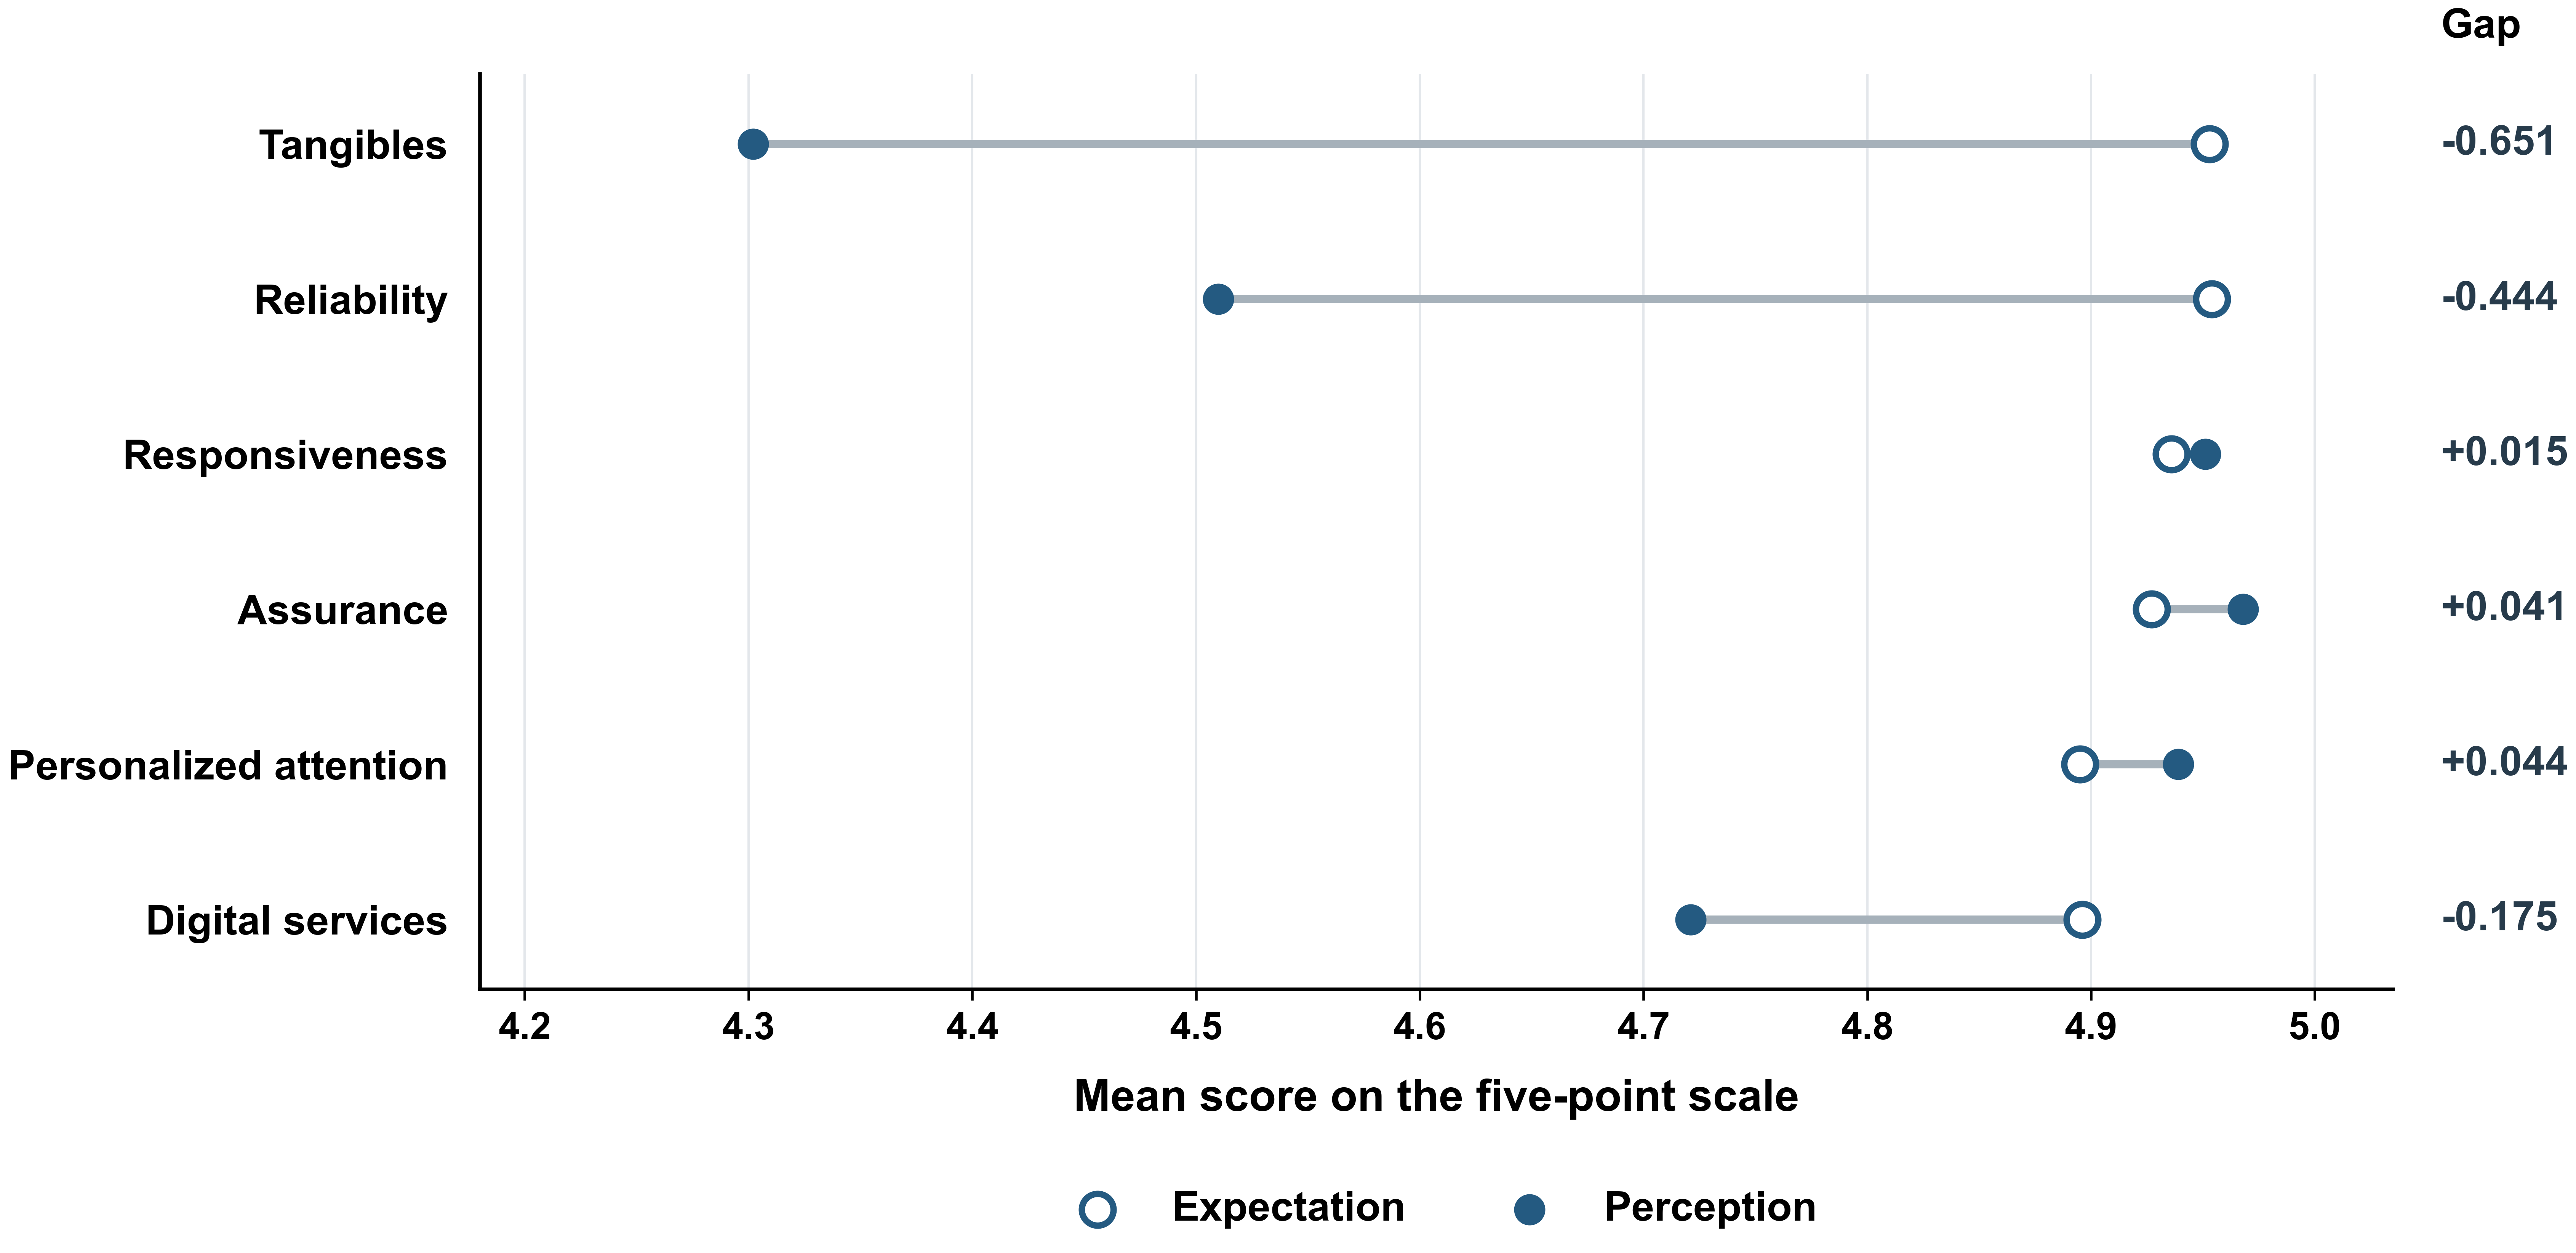 Gap
Tangibles -0.651
Reliability -0.444
Responsiveness +0.015
Assurance +0.041
Personalized attention +0.044
Digital services -0.175
4.2 4.3 4.4 4.5 4.6 4.7 4.8 4.9 5.0
Mean score on the five-point scale
Expectation Perception